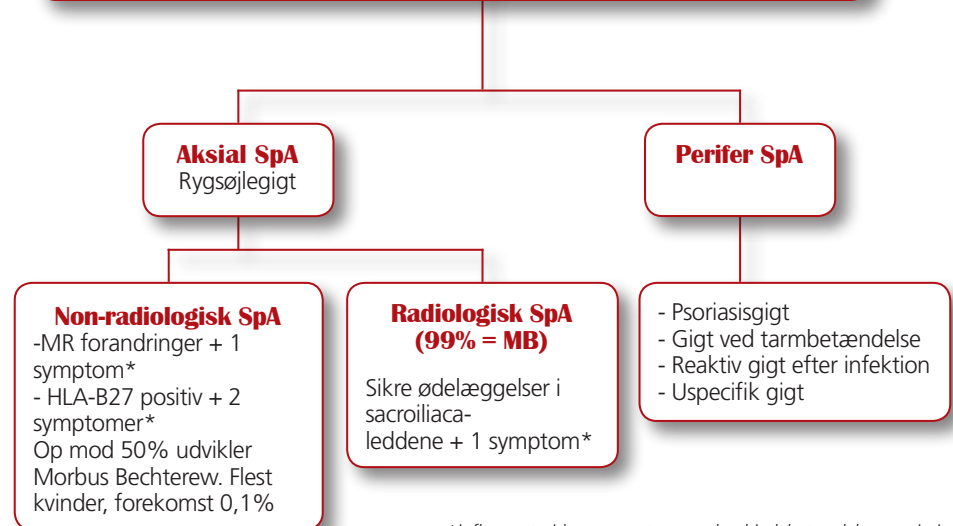 Aksial SpA
Rygsøjlegigt
Perifer SpA
Non-radiologisk SpA
-MR forandringer + 1
symptom*
- HLA-B27 positiv + 2
symptomer*
Op mod 50% udvikler
Morbus Bechterew. Flest
kvinder, forekomst 0,1%
Radiologisk SpA
(99% = MB)
Sikre ødelæggelser i
sacroiliaca-
leddene + 1 symptom*
- Psoriasisgigt
- Gigt ved tarmbetændelse
- Reaktiv gigt efter infektion
- Uspecifik gigt